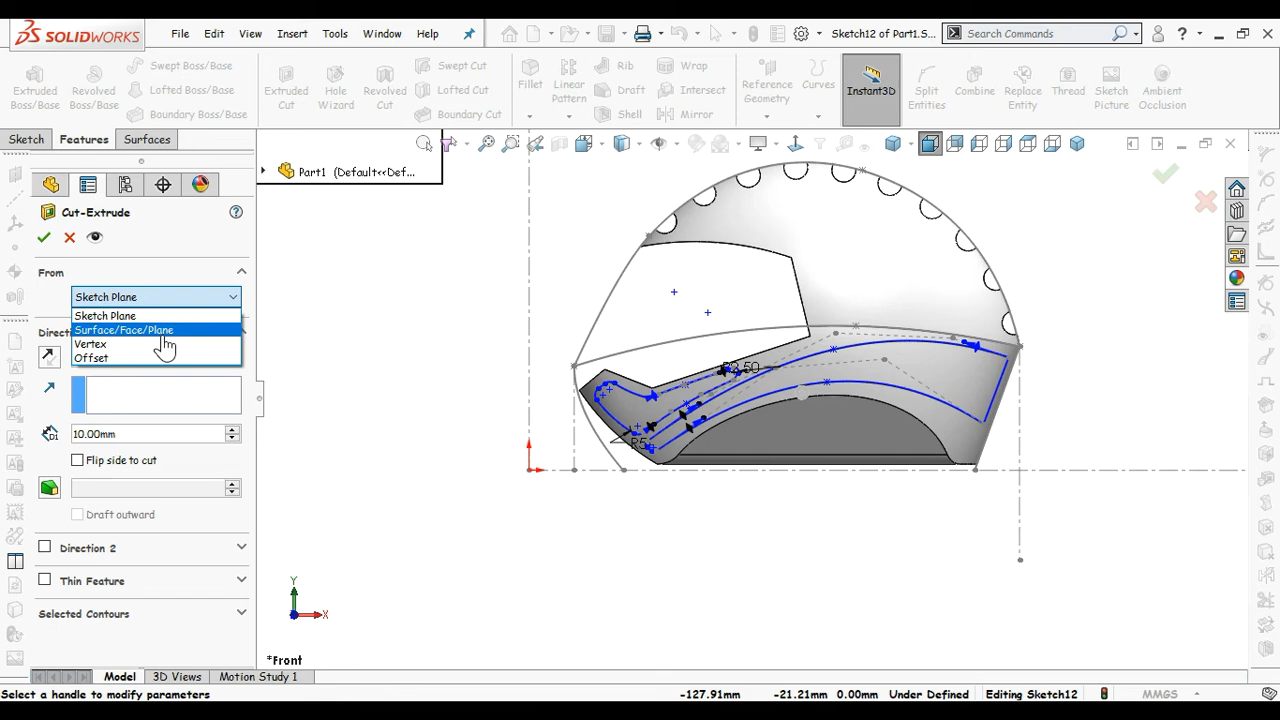 SOLIDWORKS File Edit View Insert Tools Window Help Sketch12 of Part1.S... Search Commands ?
Extruded Boss/Base
Revolved Boss/Base
Swept Boss/Base
Lofted Boss/Base
Boundary Boss/Base
Extruded Cut
Hole Wizard
Revolved Cut
Swept Cut
Lofted Cut
Boundary Cut
Fillet
Linear Pattern
Rib
Draft
Shell
Wrap
Intersect
Mirror
Reference Geometry
Curves
Instant3D
Split Entities
Combine
Replace Entity
Thread
Sketch Picture
Ambient Occlusion
Sketch Features Surfaces
Part1 (Default<<Def...
Cut-Extrude
From
Sketch Plane
Sketch Plane
Surface/Face/Plane
Vertex
Offset
Direc
10.00mm
Flip side to cut
Draft outward
Direction 2
Thin Feature
Selected Contours
Y
X
*Front
Model 3D Views Motion Study 1
Select a handle to modify parameters -127.91mm -21.21mm 0.00mm Under Defined Editing Sketch12 MMGS